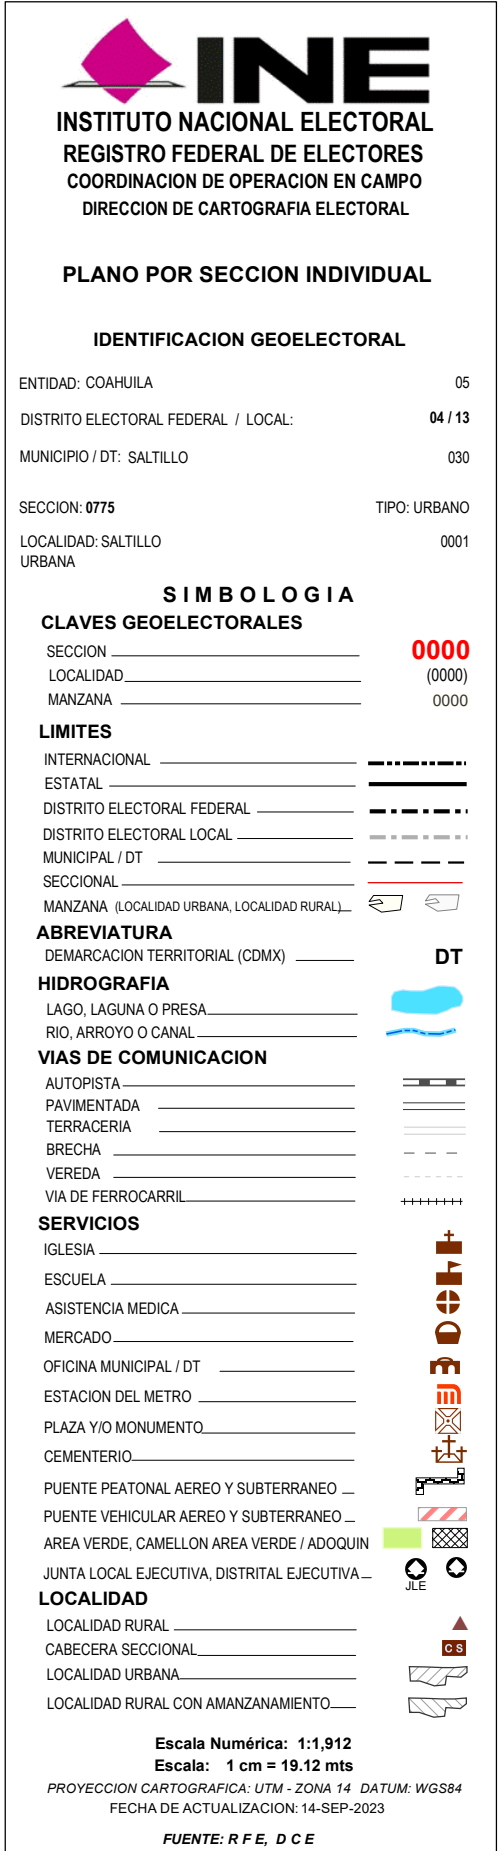 INE
INSTITUTO NACIONAL ELECTORAL
REGISTRO FEDERAL DE ELECTORES
COORDINACION DE OPERACION EN CAMPO
DIRECCION DE CARTOGRAFIA ELECTORAL
PLANO POR SECCION INDIVIDUAL
IDENTIFICACION GEOELECTORAL
ENTIDAD: COAHUILA 05
DISTRITO ELECTORAL FEDERAL / LOCAL: 04 / 13
MUNICIPIO / DT: SALTILLO 030
SECCION: 0775 TIPO: URBANO
LOCALIDAD: SALTILLO 0001
URBANA
SIMBOLOGIA
CLAVES GEOELECTORALES
SECCION 0000
LOCALIDAD (0000)
MANZANA 0000
LIMITES
INTERNACIONAL
ESTATAL
DISTRITO ELECTORAL FEDERAL
DISTRITO ELECTORAL LOCAL
MUNICIPAL / DT
SECCIONAL
MANZANA (LOCALIDAD URBANA, LOCALIDAD RURAL)
ABREVIATURA
DEMARCACION TERRITORIAL (CDMX) DT
HIDROGRAFIA
LAGO, LAGUNA O PRESA
RIO, ARROYO O CANAL
VIAS DE COMUNICACION
AUTOPISTA
PAVIMENTADA
TERRACERIA
BRECHA
VEREDA
VIA DE FERROCARRIL
SERVICIOS
IGLESIA
ESCUELA
ASISTENCIA MEDICA
MERCADO
OFICINA MUNICIPAL / DT
ESTACION DEL METRO
PLAZA Y/O MONUMENTO
CEMENTERIO
PUENTE PEATONAL AEREO Y SUBTERRANEO
PUENTE VEHICULAR AEREO Y SUBTERRANEO
AREA VERDE, CAMELLON AREA VERDE / ADOQUIN
JUNTA LOCAL EJECUTIVA, DISTRITAL EJECUTIVA
JLE
LOCALIDAD
LOCALIDAD RURAL
CABECERA SECCIONAL C S
LOCALIDAD URBANA
LOCALIDAD RURAL CON AMANZANAMIENTO
Escala Numérica: 1:1,912
Escala: 1 cm = 19.12 mts
PROYECCION CARTOGRAFICA: UTM - ZONA 14 DATUM: WGS84
FECHA DE ACTUALIZACION: 14-SEP-2023
FUENTE: R F E, D C E